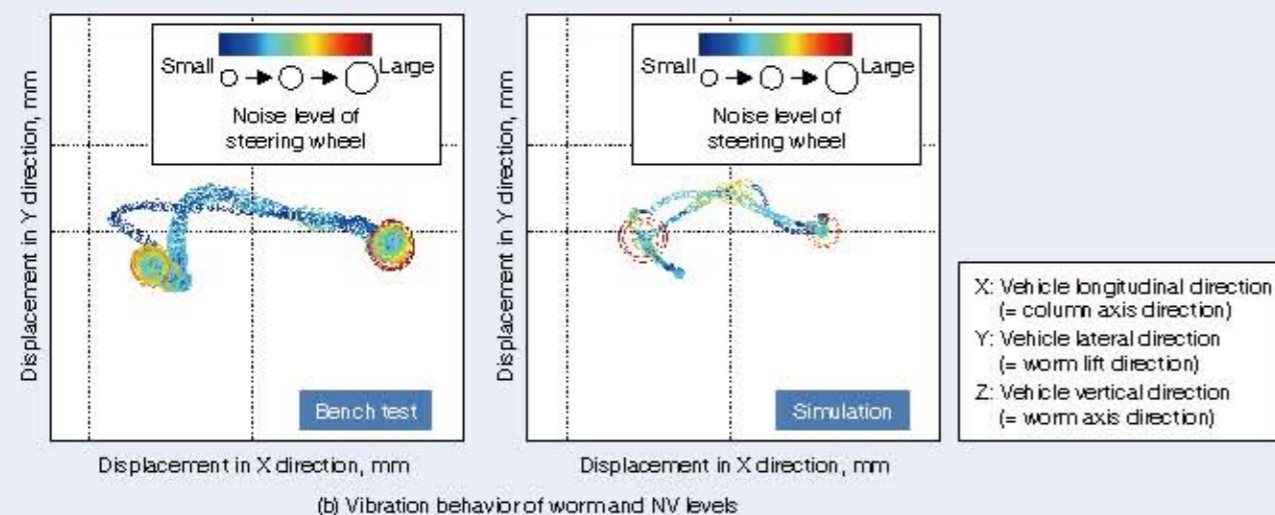 Displacement in Y direction, mm
Small
Large
Noise level of
steering wheel
Bench test
Displacement in X direction, mm
Displacement in Y direction, mm
Small
Large
Noise level of
steering wheel
Simulation
Displacement in X direction, mm
X: Vehicle longitudinal direction
(= column axis direction)
Y: Vehicle lateral direction
(= worm lift direction)
Z: Vehicle vertical direction
(= worm axis direction)
(b) Vibration behavior of worm and NV levels